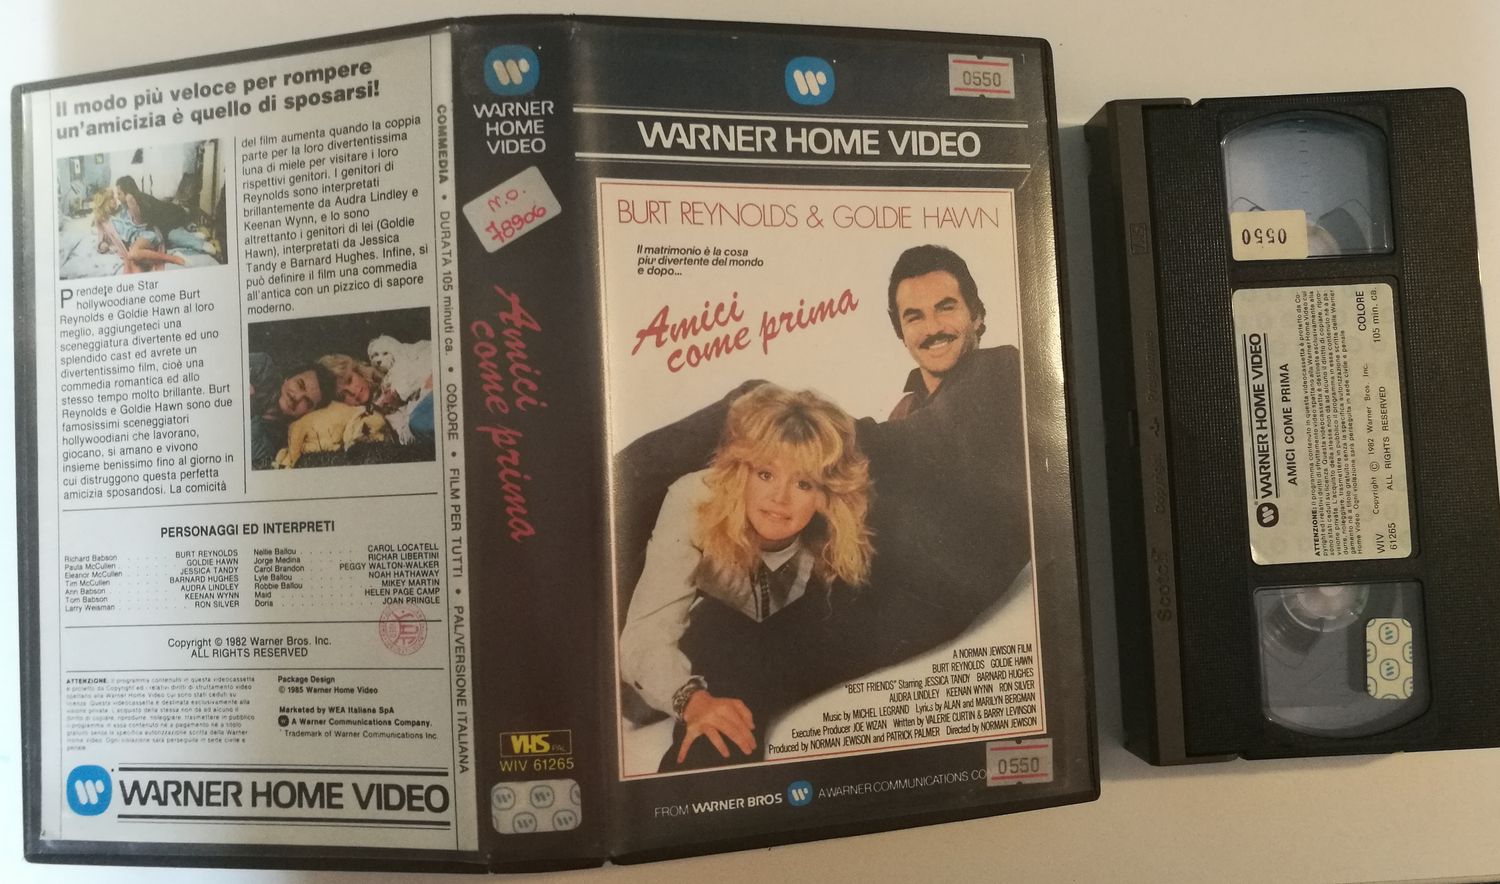 Il modo più veloce per rompere
un'amicizia è quello di sposarsi!
Prendete due Star
hollywoodiane come Burt
Reynolds e Goldie Hawn al loro
meglio, aggiungeteci una
sceneggiatura divertente ed uno
splendido cast ed avrete un
divertentissimo film, cioè una
commedia romantica ed allo
stesso tempo molto brillante. Burt
Reynolds e Goldie Hawn sono due
famosissimi sceneggiatori
hollywoodiani che lavorano,
giocano, si amano e vivono
insieme benissimo fino al giorno in
cui distruggono questa perfetta
amicizia sposandosi. La comicità
del film aumenta quando la coppia
parte per la loro divertentissima
luna di miele per visitare i loro
rispettivi genitori. I genitori di
Reynolds sono interpretati
brillantemente da Audra Lindley e
Keenan Wynn, e lo sono
altrettanto i genitori di lei (Goldie
Hawn), interpretati da Jessica
Tandy e Barnard Hughes. Infine, si
può definire il film una commedia
all'antica con un pizzico di sapore
moderno.
PERSONAGGI ED INTERPRETI
Richard Babson BURT REYNOLDS
Paula McCullen GOLDIE HAWN
Eleanor McCullen JESSICA TANDY
Tim McCullen BARNARD HUGHES
Ann Babson AUDRA LINDLEY
Tom Babson KEENAN WYNN
Larry Weisman RON SILVER
Nellie Ballou CAROL LOCATELL
Jorge Medina RICHAR LIBERTINI
Carol Brandon PEGGY WALTON-WALKER
Lyle Ballou NOAH HATHAWAY
Robbie Ballou MIKEY MARTIN
Maid HELEN PAGE CAMP
Doris JOAN PRINGLE
Copyright © 1982 Warner Bros. Inc.
ALL RIGHTS RESERVED
ATTENZIONE: Il programma contenuto in questa videocassetta
Package Design
© 1985 Warner Home Video
Marketed by WEA Italiana SpA
A Warner Communications Company.
* Trademark of Warner Communications Inc.
WARNER HOME VIDEO
COMMEDIA • DURATA 105 minuti ca. • COLORE • FILM PER TUTTI • PAL/VERSIONE ITALIANA
WARNER
HOME
VIDEO
N.O.
78906
Amici
come prima
VHS PAL
WIV 61265
0550
WARNER HOME VIDEO
BURT REYNOLDS & GOLDIE HAWN
Il matrimonio è la cosa
piu' divertente del mondo
e dopo...
Amici
come prima
A NORMAN JEWISON FILM
BURT REYNOLDS GOLDIE HAWN
"BEST FRIENDS" Starring JESSICA TANDY BARNARD HUGHES
AUDRA LINDLEY KEENAN WYNN RON SILVER
Music by MICHEL LEGRAND Lyrics by ALAN and MARILYN BERGMAN
Executive Producer JOE WIZAN Written by VALERIE CURTIN & BARRY LEVINSON
Produced by NORMAN JEWISON and PATRICK PALMER Directed by NORMAN JEWISON
0550
FROM WARNER BROS A WARNER COMMUNICATIONS CO
0550
WARNER HOME VIDEO
AMICI COME PRIMA
COLORE
105 min. ca.
Copyright © 1982 Warner Bros. Inc.
ALL RIGHTS RESERVED
WIV
61265
Scotch